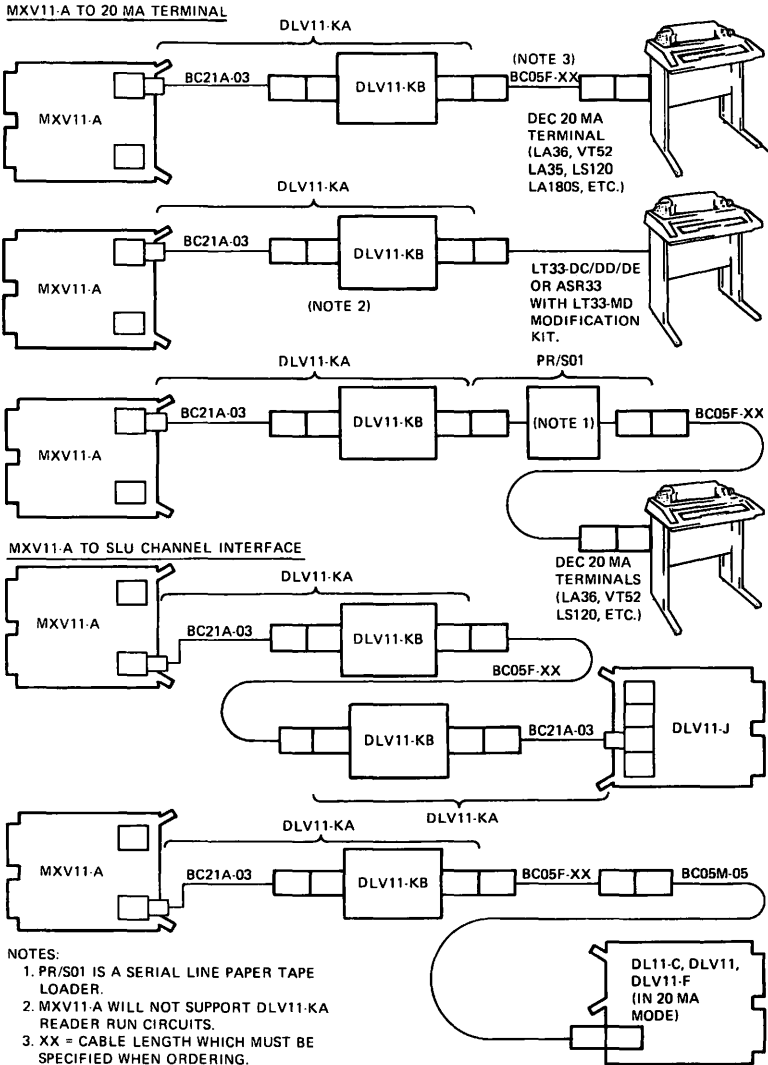 MXV11-A TO 20 MA TERMINAL
DLV11-KA
MXV11-A
BC21A-03
DLV11-KB
(NOTE 3)
BC05F-XX
DEC 20 MA
TERMINAL
(LA36, VT52
LA35, LS120
LA180S, ETC.)
DLV11-KA
MXV11-A
BC21A-03
DLV11-KB
(NOTE 2)
LT33-DC/DD/DE
OR ASR33
WITH LT33-MD
MODIFICATION
KIT.
DLV11-KA
PR/S01
MXV11-A
BC21A-03
DLV11-KB
(NOTE 1)
BC05F-XX
DEC 20 MA
TERMINALS
(LA36, VT52
LS120, ETC.)
MXV11-A TO SLU CHANNEL INTERFACE
DLV11-KA
MXV11-A
BC21A-03
DLV11-KB
BC05F-XX
DLV11-KB
BC21A-03
DLV11-J
DLV11-KA
DLV11-KA
MXV11-A
BC21A-03
DLV11-KB
BC05F-XX
BC05M-05
DL11-C, DLV11,
DLV11-F
(IN 20 MA
MODE)
NOTES:
1. PR/S01 IS A SERIAL LINE PAPER TAPE
LOADER.
2. MXV11-A WILL NOT SUPPORT DLV11-KA
READER RUN CIRCUITS.
3. XX = CABLE LENGTH WHICH MUST BE
SPECIFIED WHEN ORDERING.